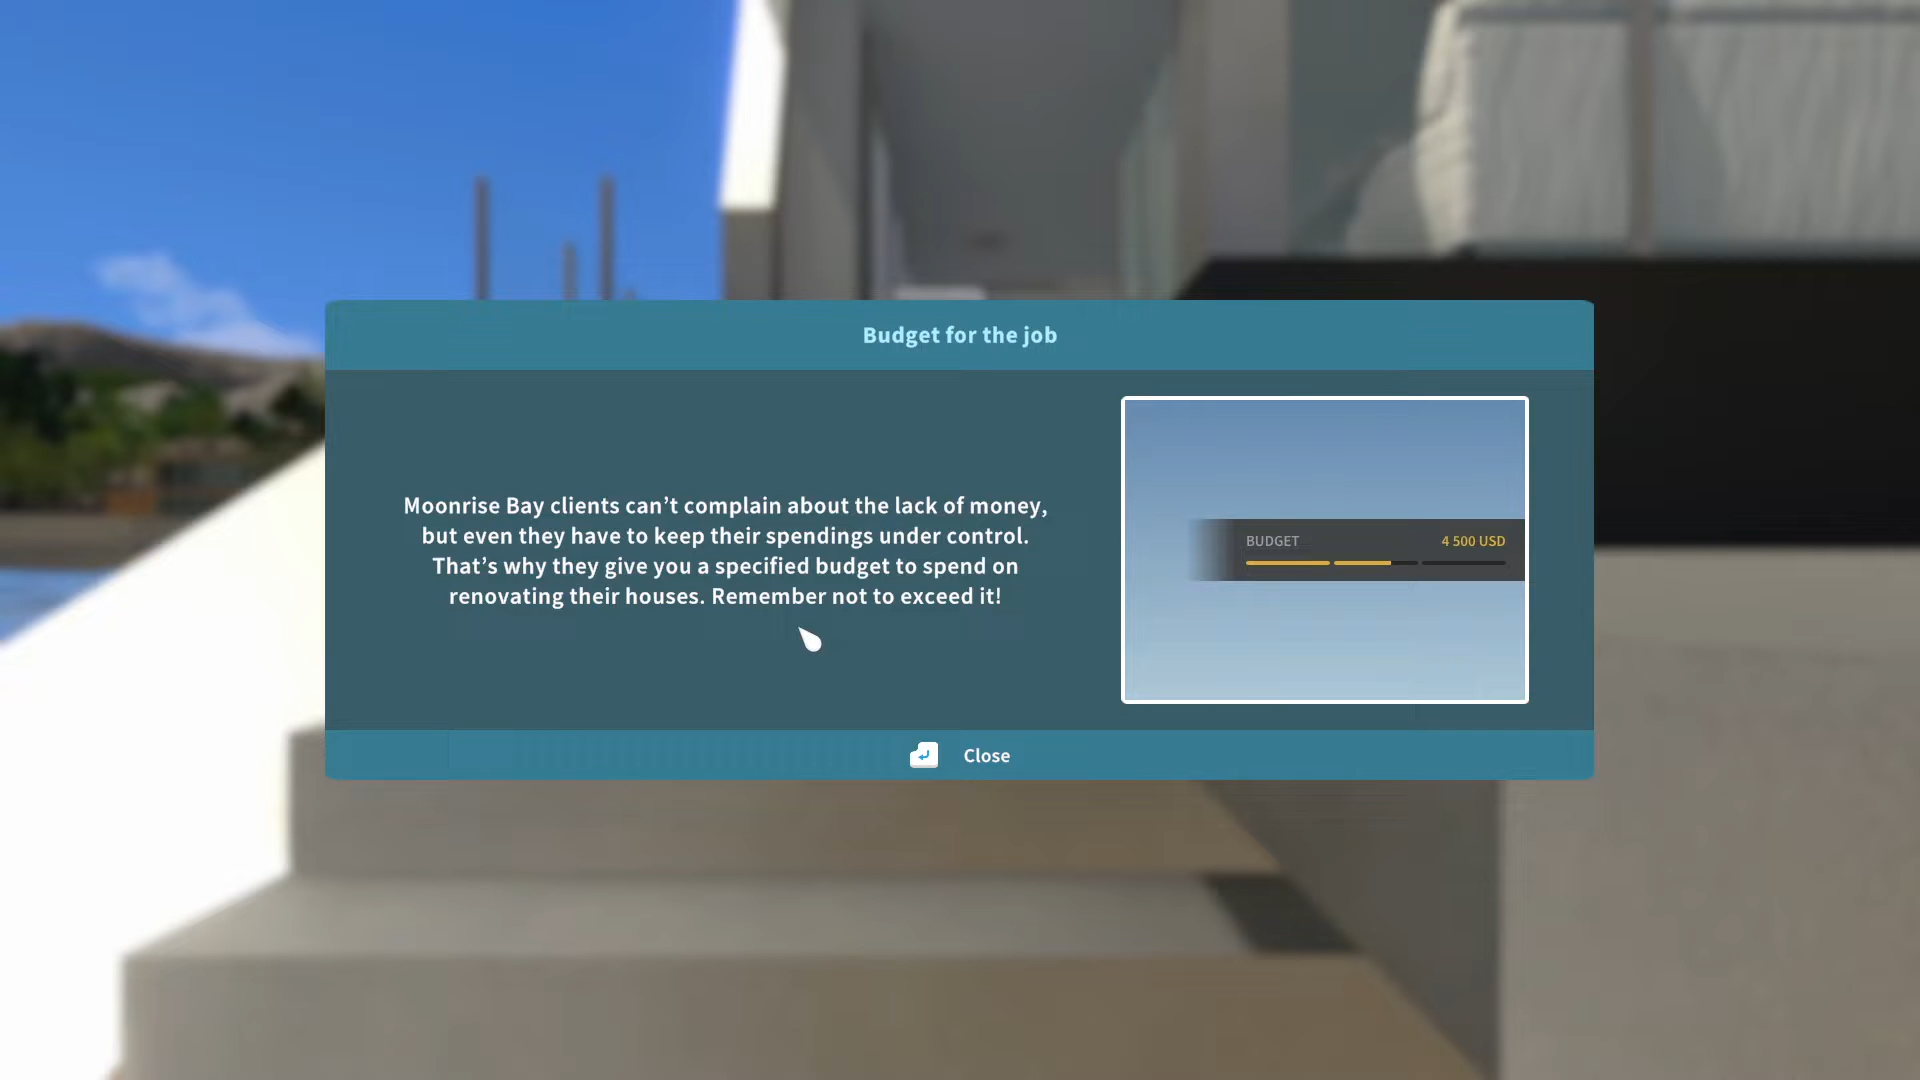 Budget for the job
Moonrise Bay clients can’t complain about the lack of money,
but even they have to keep their spendings under control.
That’s why they give you a specified budget to spend on
renovating their houses. Remember not to exceed it!
BUDGET 4 500 USD
Close